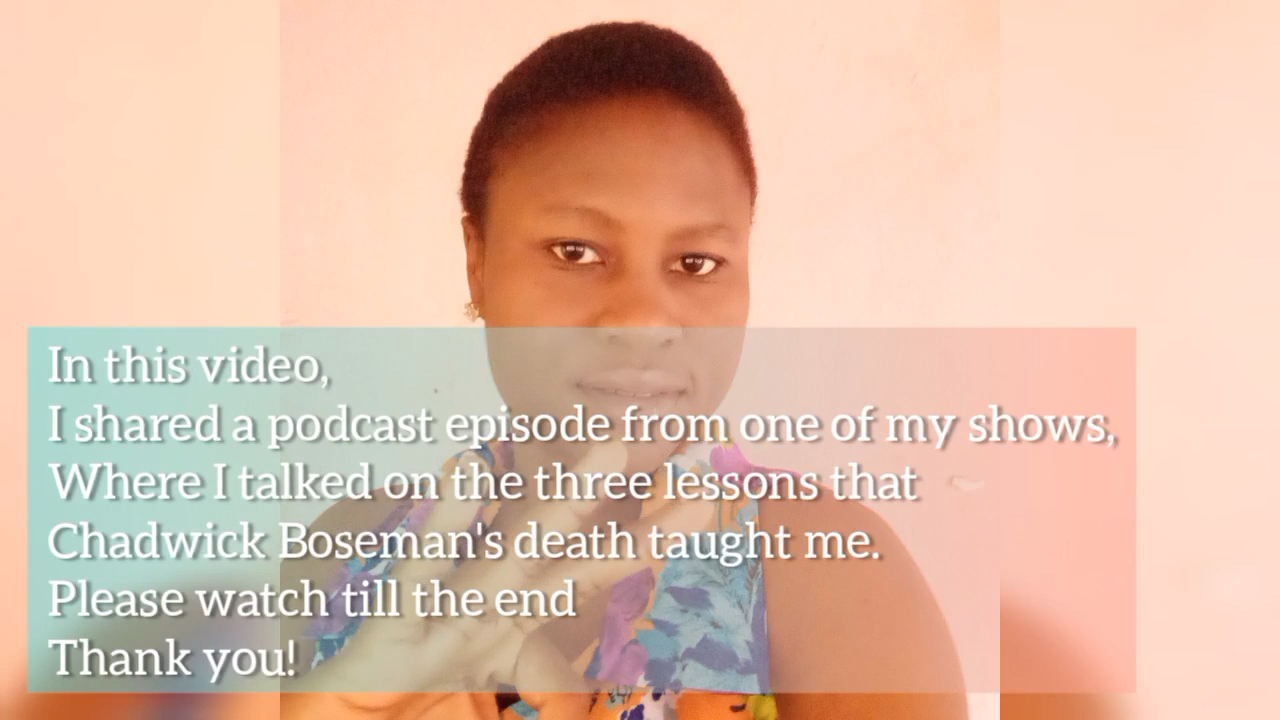 In this video,
I shared a podcast episode from one of my shows,
Where I talked on the three lessons that
Chadwick Boseman's death taught me.
Please watch till the end
Thank you!